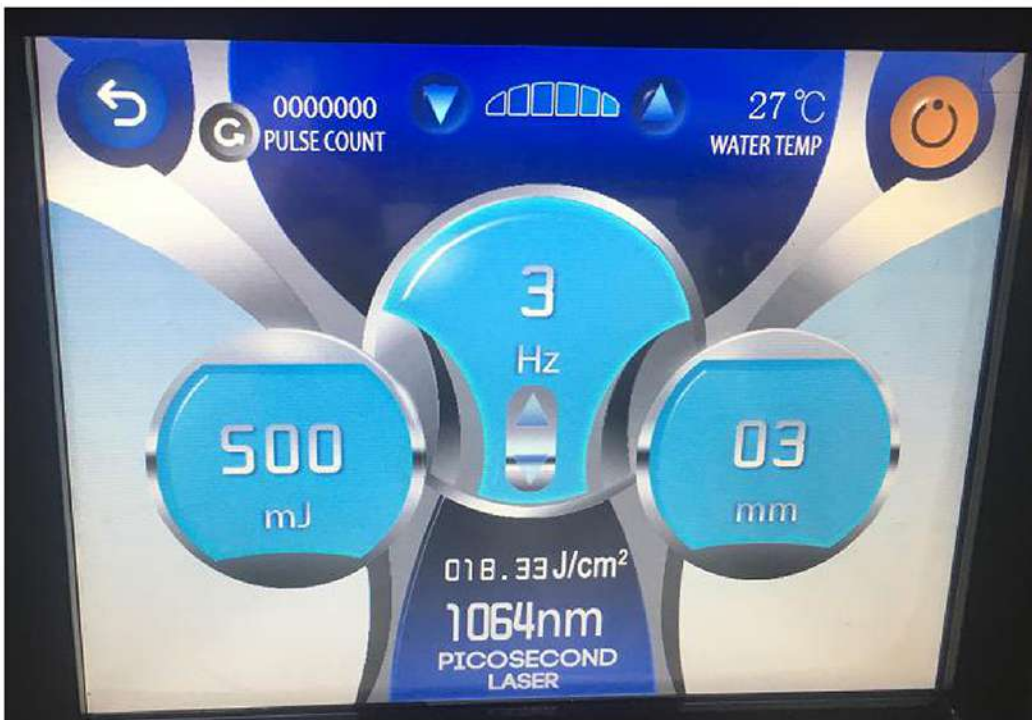 0000000
PULSE COUNT
27 ℃
WATER TEMP
3
Hz
500
mJ
03
mm
018.33 J/cm²
1064nm
PICOSECOND
LASER